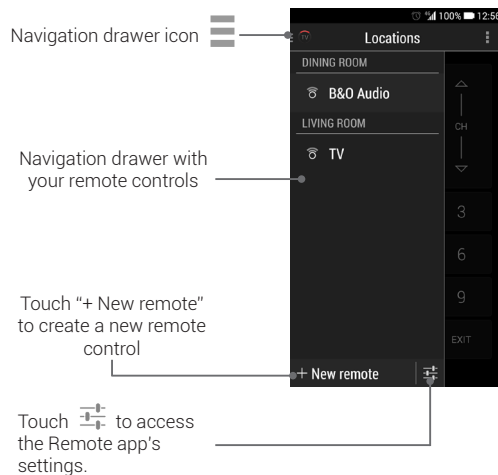 Navigation drawer icon
100% 12:56
TV Locations
DINING ROOM
B&O Audio
LIVING ROOM
TV
CH
Navigation drawer with
your remote controls
3
6
9
Touch “+ New remote”
to create a new remote
control
EXIT
+ New remote
Touch to access
the Remote app’s
settings.